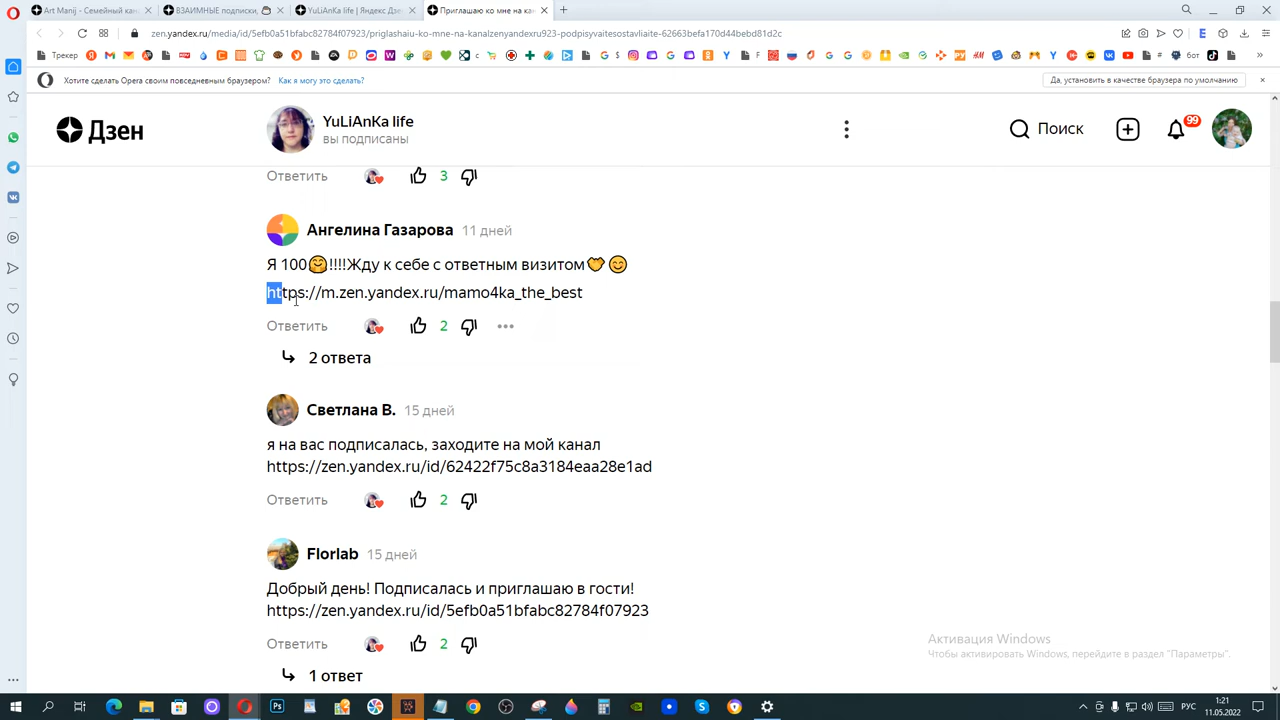 Art Manij - Семейный кан
ВЗАИМНЫЕ подписки,
YuLiAnKa life | Яндекс Дзен
Приглашаю ко мне на ка
zen.yandex.ru/media/id/5efb0a51bfabc82784f07923/priglashaiu-ko-mne-na-kanalzenyandexru923-podpisyvaitesostavliaite-62663befa170d44bebd81d2c
Трекер
бот
Хотите сделать Opera своим повседневным браузером?
Как я могу это сделать?
Да, установить в качестве браузера по умолчанию
Дзен
YuLiAnKa life
вы подписаны
Поиск
99
Ответить
3
Ангелина Газарова 11 дней
Я 100🤗!!!!Жду к себе с ответным визитом
https://m.zen.yandex.ru/mamo4ka_the_best
Ответить
2
2 ответа
Светлана В. 15 дней
я на вас подписалась, заходите на мой канал
https://zen.yandex.ru/id/62422f75c8a3184eaa28e1ad
Ответить
2
Florlab 15 дней
Добрый день! Подписалась и приглашаю в гости!
https://zen.yandex.ru/id/5efb0a51bfabc82784f07923
Ответить
2
1 ответ
Активация Windows
Чтобы активировать Windows, перейдите в раздел "Параметры".
РУС
1:21
11.05.2022